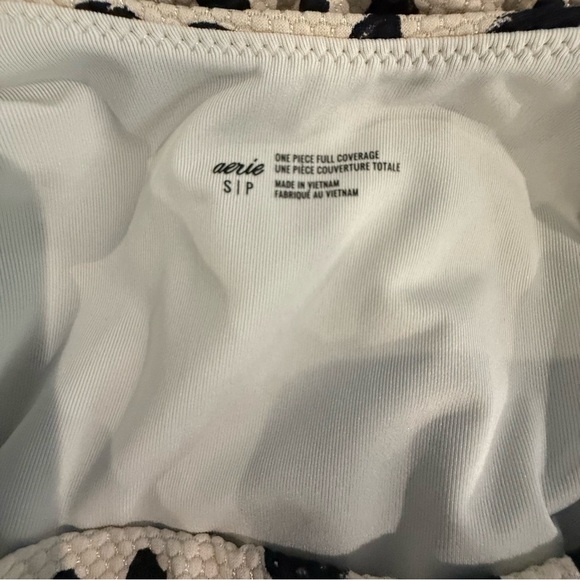 aerie
S|P
ONE PIECE FULL COVERAGE
UNE PIÈCE COUVERTURE TOTALE
MADE IN VIETNAM
FABRIQUÉ AU VIETNAM